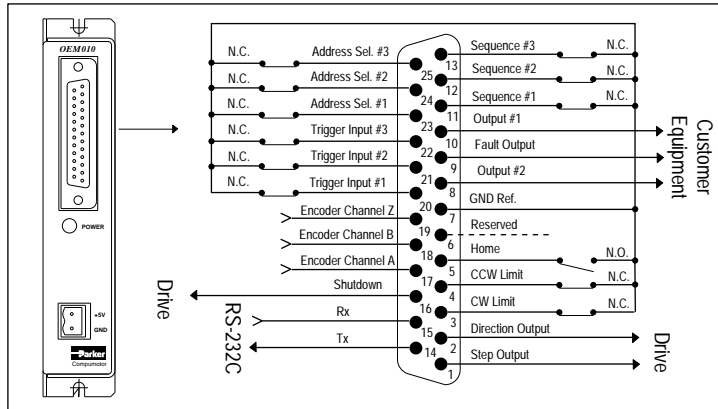 OEM010
POWER
+5V
GND
Parker
Compumotor
N.C. Address Sel. #3
N.C. Address Sel. #2
N.C. Address Sel. #1
N.C. Trigger Input #3
N.C. Trigger Input #2
N.C. Trigger Input #1
Encoder Channel Z
Encoder Channel B
Encoder Channel A
Shutdown
Rx
Tx
Drive
RS-232C
25
24
23
22
21
20
19
18
17
16
15
14
13
12
11
10
9
8
7
6
5
4
3
2
1
Sequence #3 N.C.
Sequence #2 N.C.
Sequence #1 N.C.
Output #1
Fault Output
Output #2
GND Ref.
Reserved
Home N.O.
CCW Limit N.C.
CW Limit N.C.
Direction Output
Step Output
Customer
Equipment
Drive